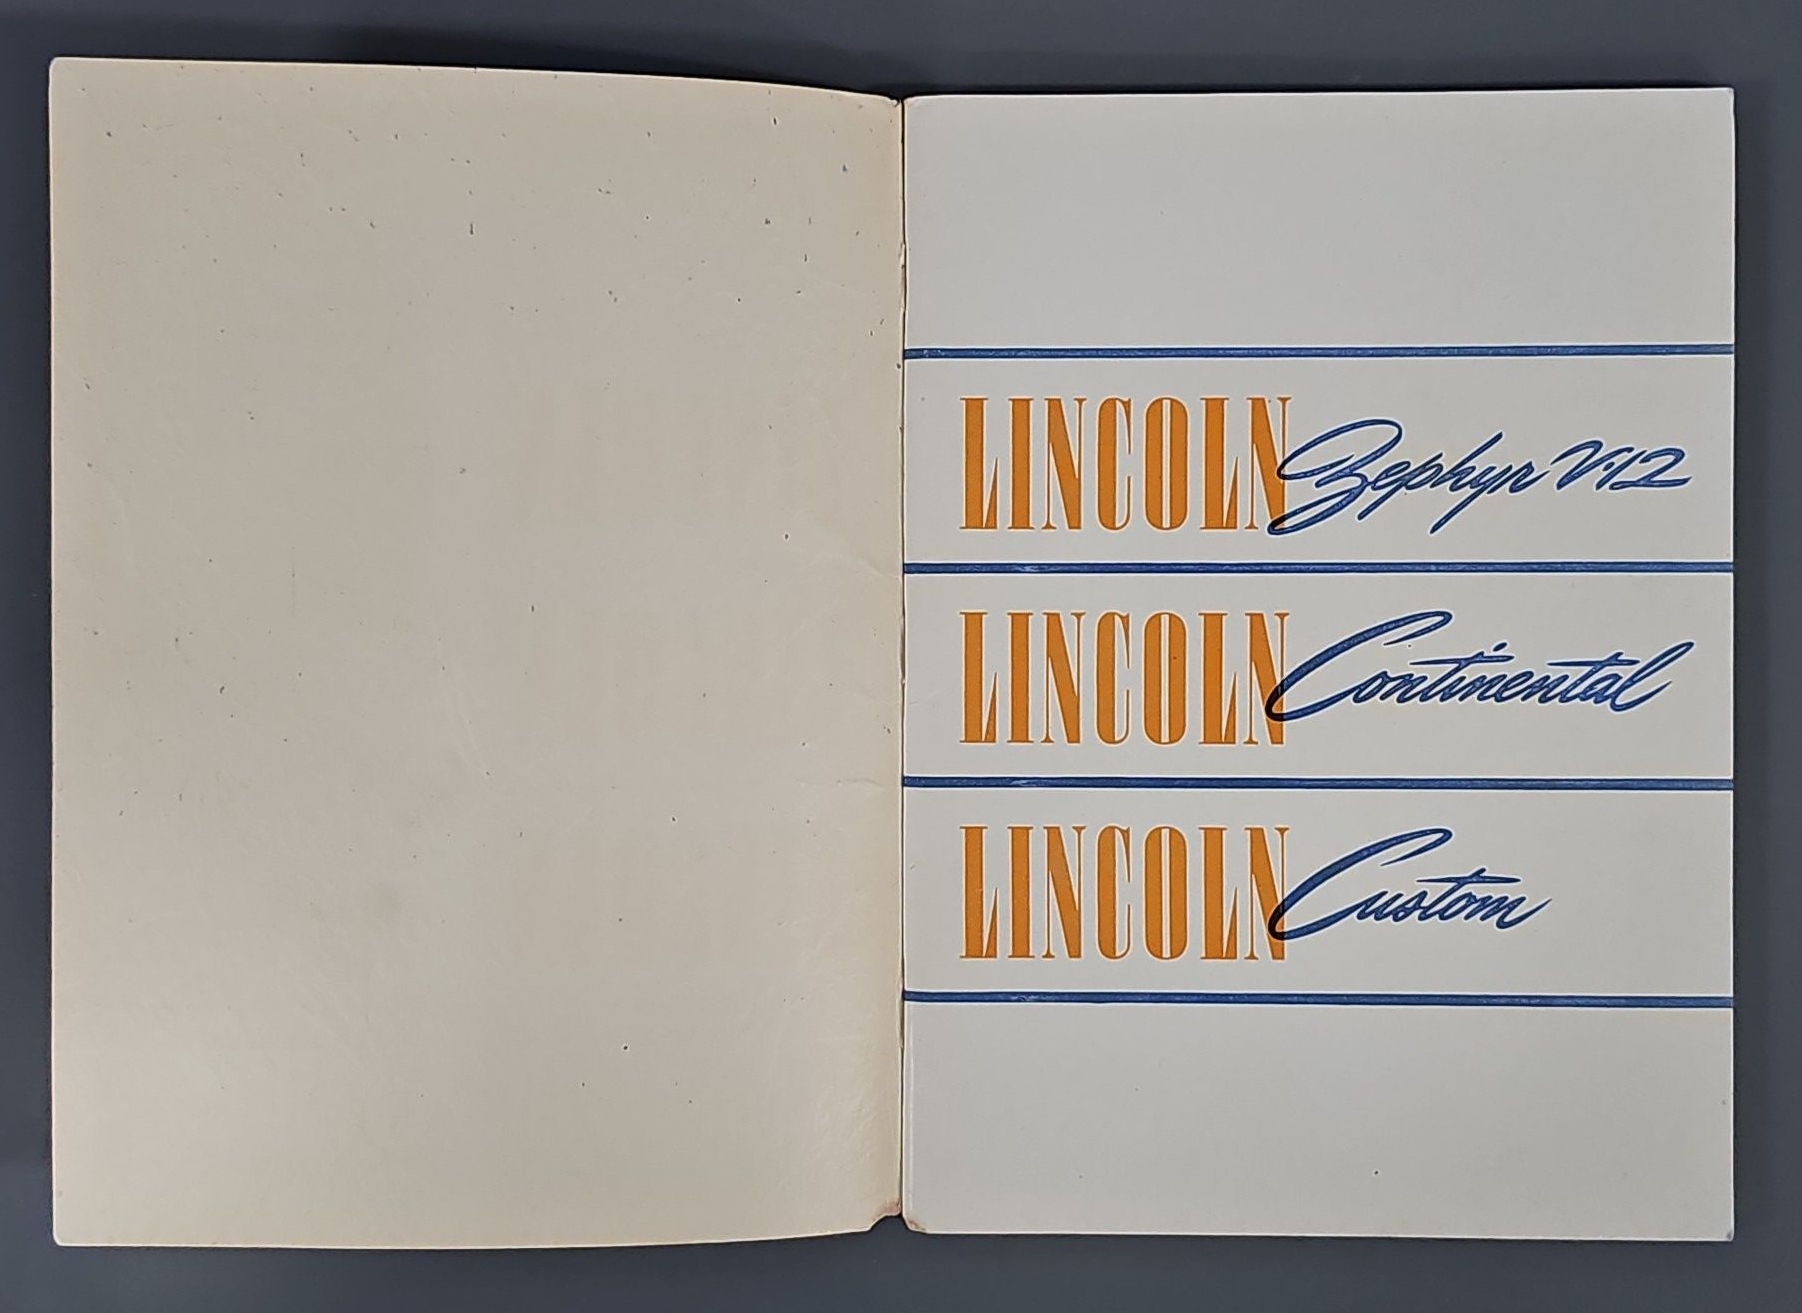 LINCOLN Zephyr V·12
LINCOLN Continental
LINCOLN Custom